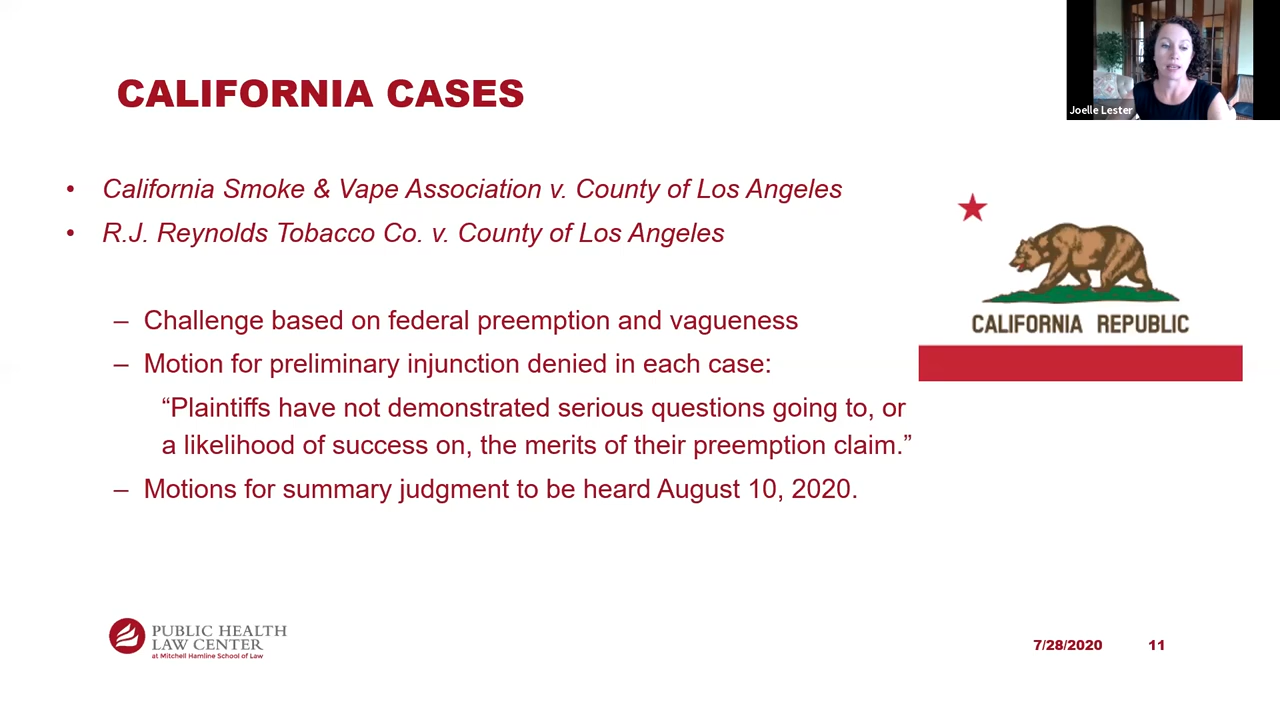 Joelle Lester
CALIFORNIA CASES
• California Smoke & Vape Association v. County of Los Angeles
• R.J. Reynolds Tobacco Co. v. County of Los Angeles
– Challenge based on federal preemption and vagueness
– Motion for preliminary injunction denied in each case:
“Plaintiffs have not demonstrated serious questions going to, or
a likelihood of success on, the merits of their preemption claim.”
– Motions for summary judgment to be heard August 10, 2020.
CALIFORNIA REPUBLIC
PUBLIC HEALTH
LAW CENTER
at Mitchell Hamline School of Law
7/28/2020 11